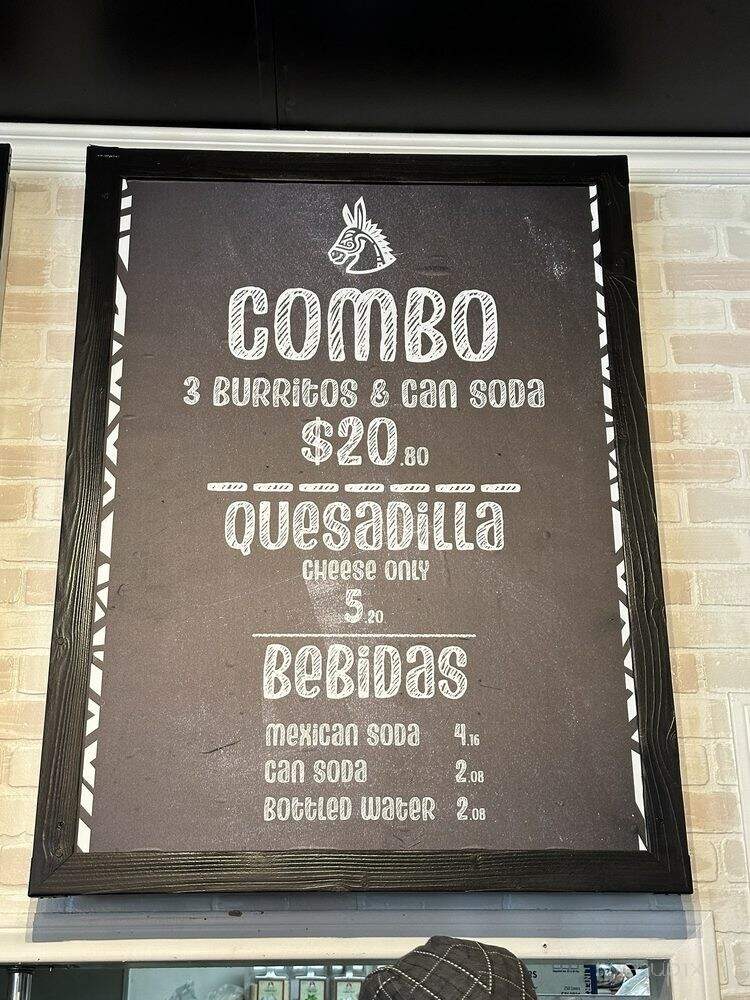 COMBO
3 BURRITOS & CAN SODA
$20.80
QUESADILLA
CHEESE ONLY
5.20
BEBIDAS
MEXICAN SODA 4.16
CAN SODA 2.08
BOTTLED WATER 2.08